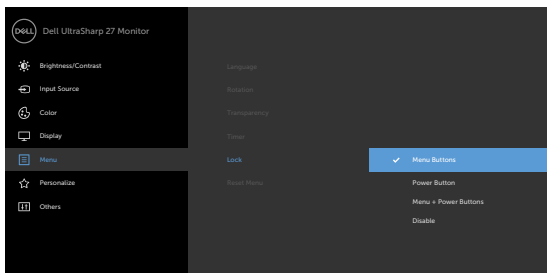 DELL Dell UltraSharp 27 Monitor
Brightness/Contrast
Input Source
Color
Display
Menu
Personalize
Others
Language
Rotation
Transparency
Timer
Lock
Reset Menu
Menu Buttons
Power Button
Menu + Power Buttons
Disable